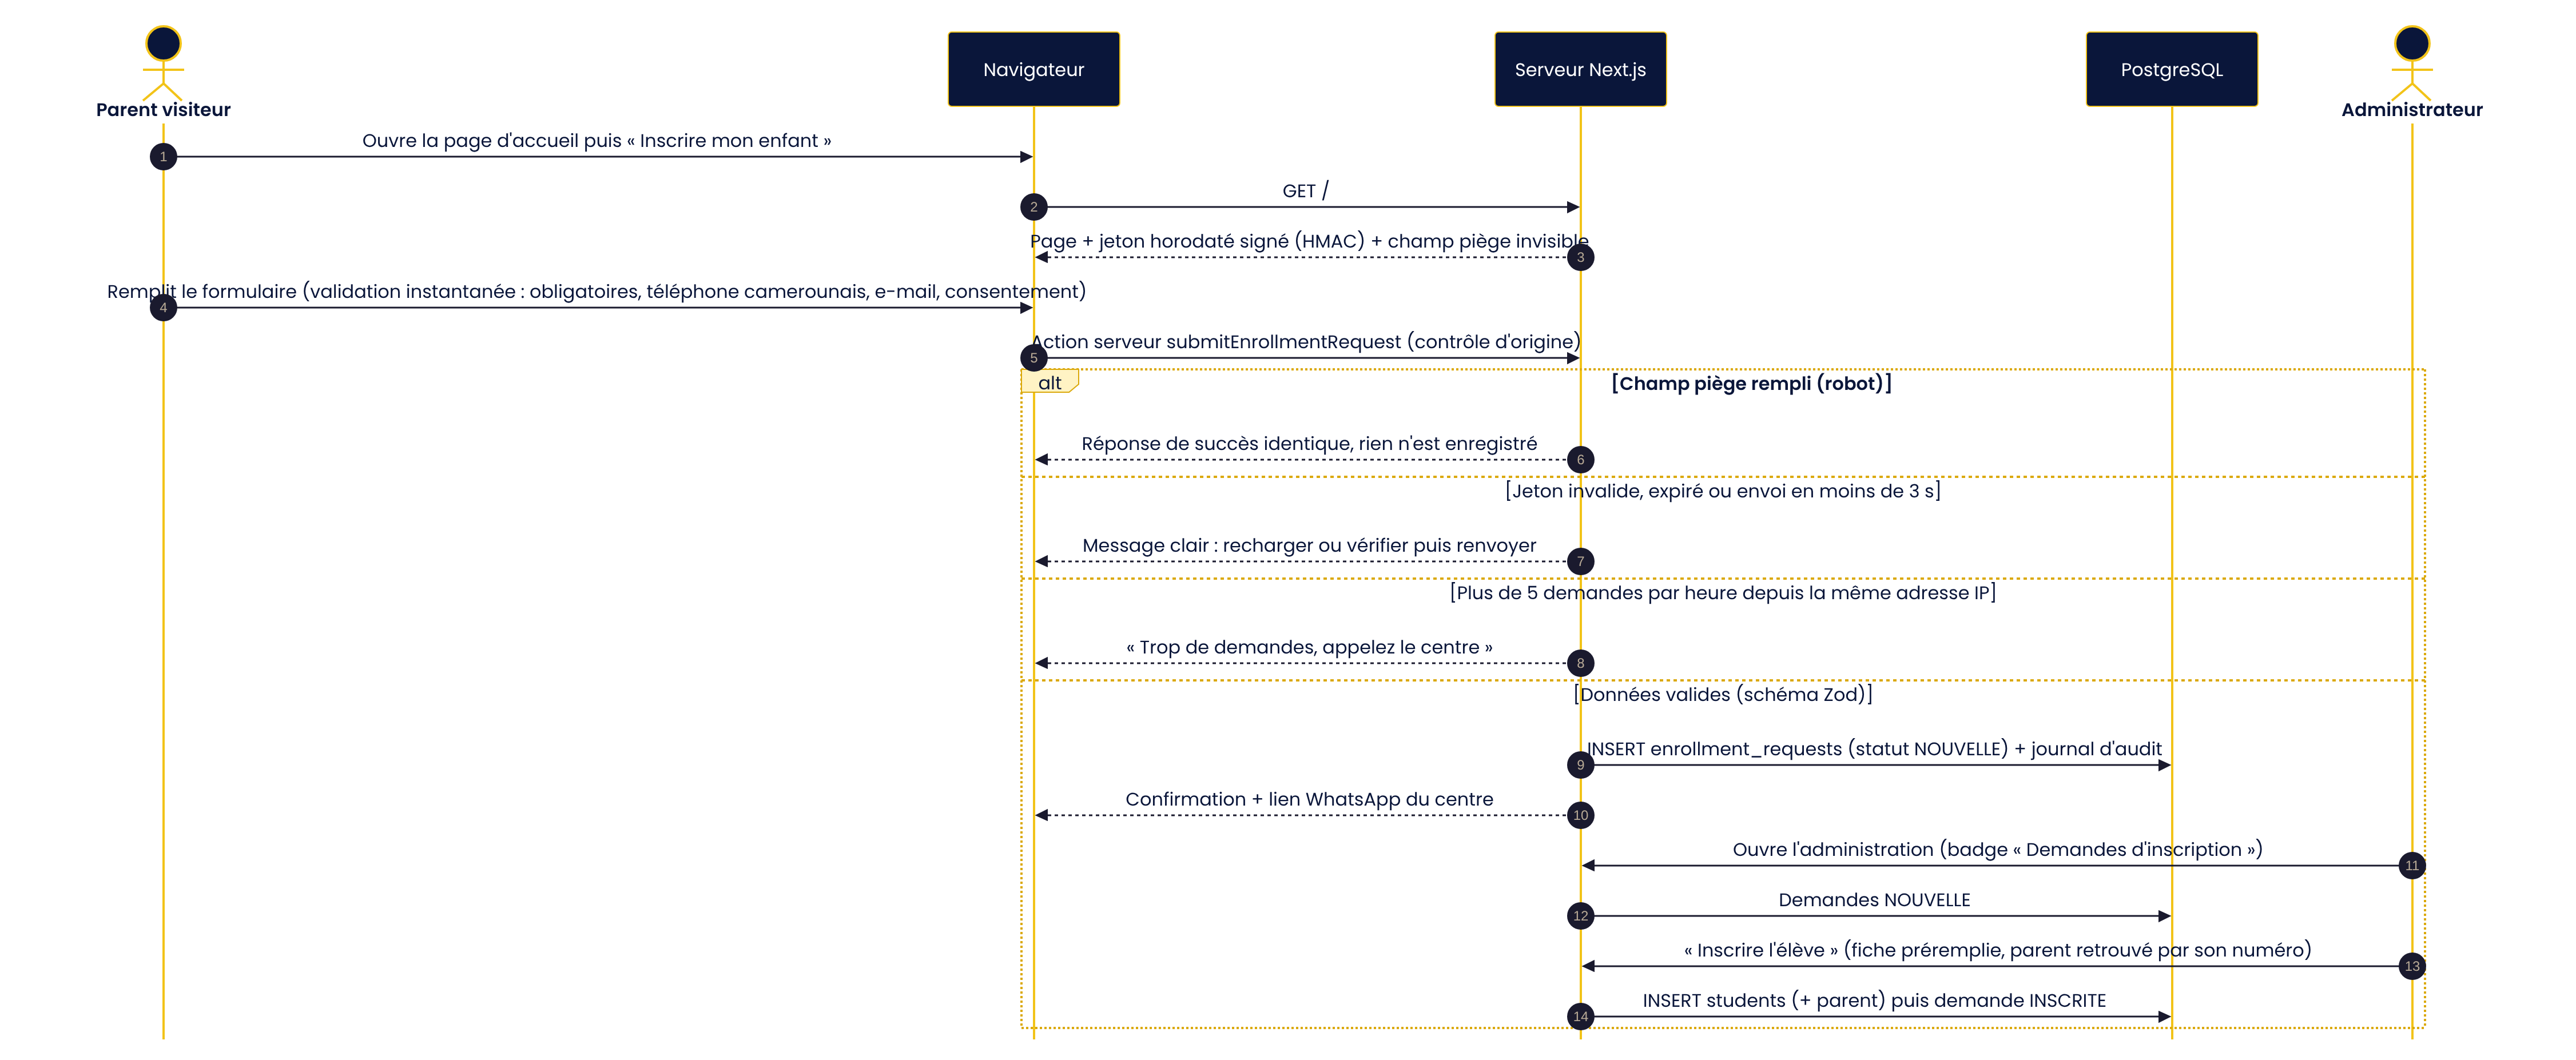 Parent visiteur
Navigateur
Serveur Next.js
PostgreSQL
Administrateur
Ouvre la page d'accueil puis « Inscrire mon enfant »
1
GET /
2
Page + jeton horodaté signé (HMAC) + champ piège invisible
3
Remplit le formulaire (validation instantanée : obligatoires, téléphone camerounais, e-mail, consentement)
4
Action serveur submitEnrollmentRequest (contrôle d'origine)
5
alt
[Champ piège rempli (robot)]
Réponse de succès identique, rien n'est enregistré
6
[Jeton invalide, expiré ou envoi en moins de 3 s]
Message clair : recharger ou vérifier puis renvoyer
7
[Plus de 5 demandes par heure depuis la même adresse IP]
« Trop de demandes, appelez le centre »
8
[Données valides (schéma Zod)]
INSERT enrollment_requests (statut NOUVELLE) + journal d'audit
9
Confirmation + lien WhatsApp du centre
10
Ouvre l'administration (badge « Demandes d'inscription »)
11
Demandes NOUVELLE
12
« Inscrire l'élève » (fiche préremplie, parent retrouvé par son numéro)
13
INSERT students (+ parent) puis demande INSCRITE
14